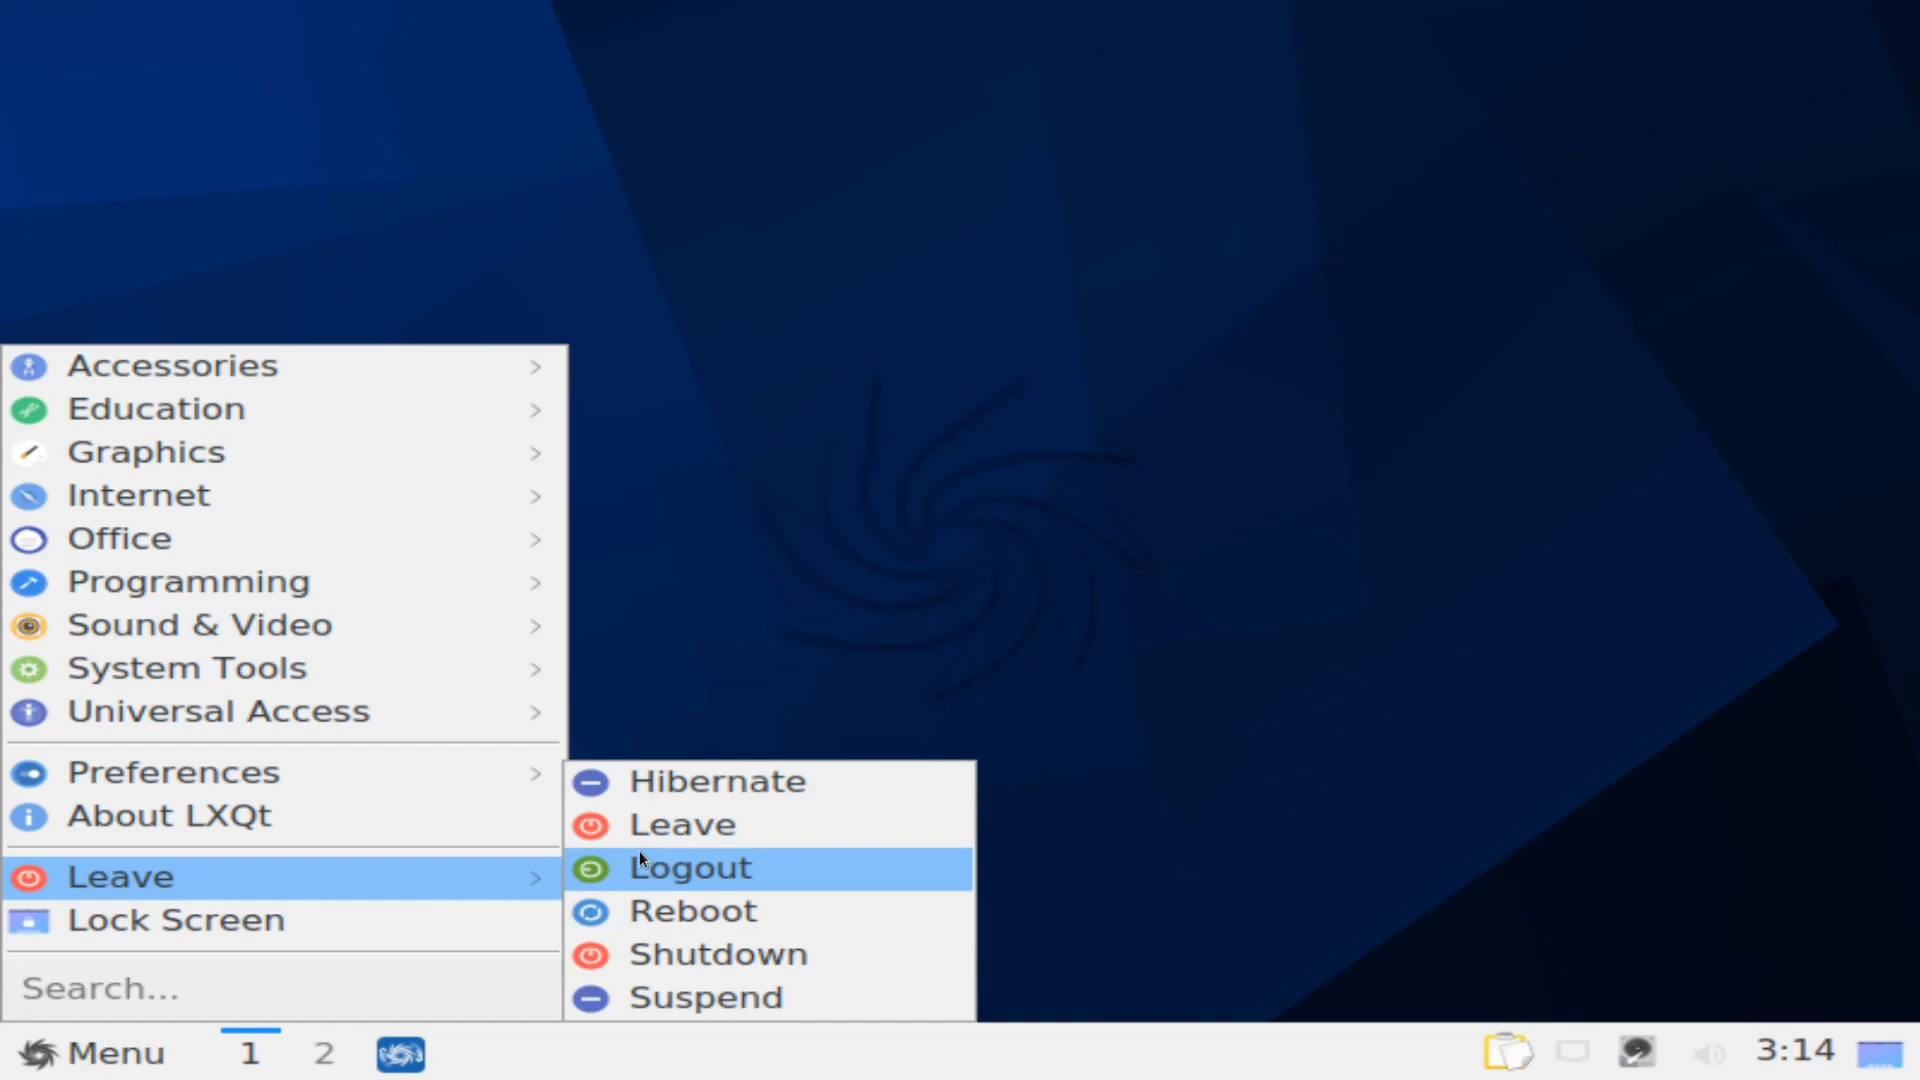 Accessories
Education
Graphics
Internet
Office
Programming
Sound & Video
System Tools
Universal Access
Preferences
About LXQt
Leave
Lock Screen
Search...
Hibernate
Leave
Logout
Reboot
Shutdown
Suspend
Menu 1 2 3:14